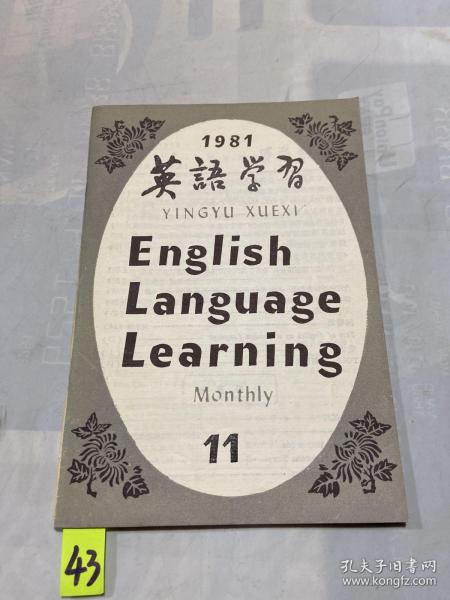 1981
英語学習
YINGYU XUEXI
English
Language
Learning
Monthly
11
43
孔夫子旧书网
www.kongfz.com